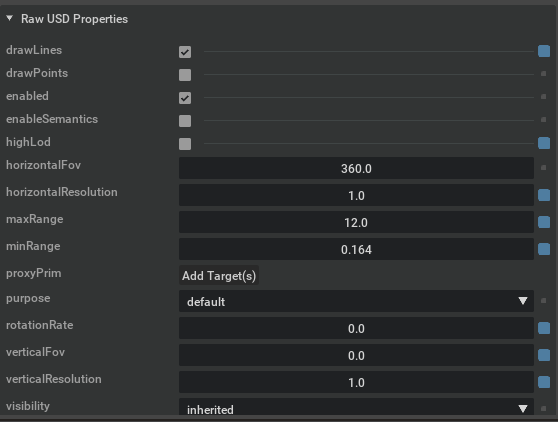 Raw USD Properties
drawLines
drawPoints
enabled
enableSemantics
highLod
horizontalFov 360.0
horizontalResolution 1.0
maxRange 12.0
minRange 0.164
proxyPrim Add Target(s)
purpose default
rotationRate 0.0
verticalFov 0.0
verticalResolution 1.0
visibility inherited